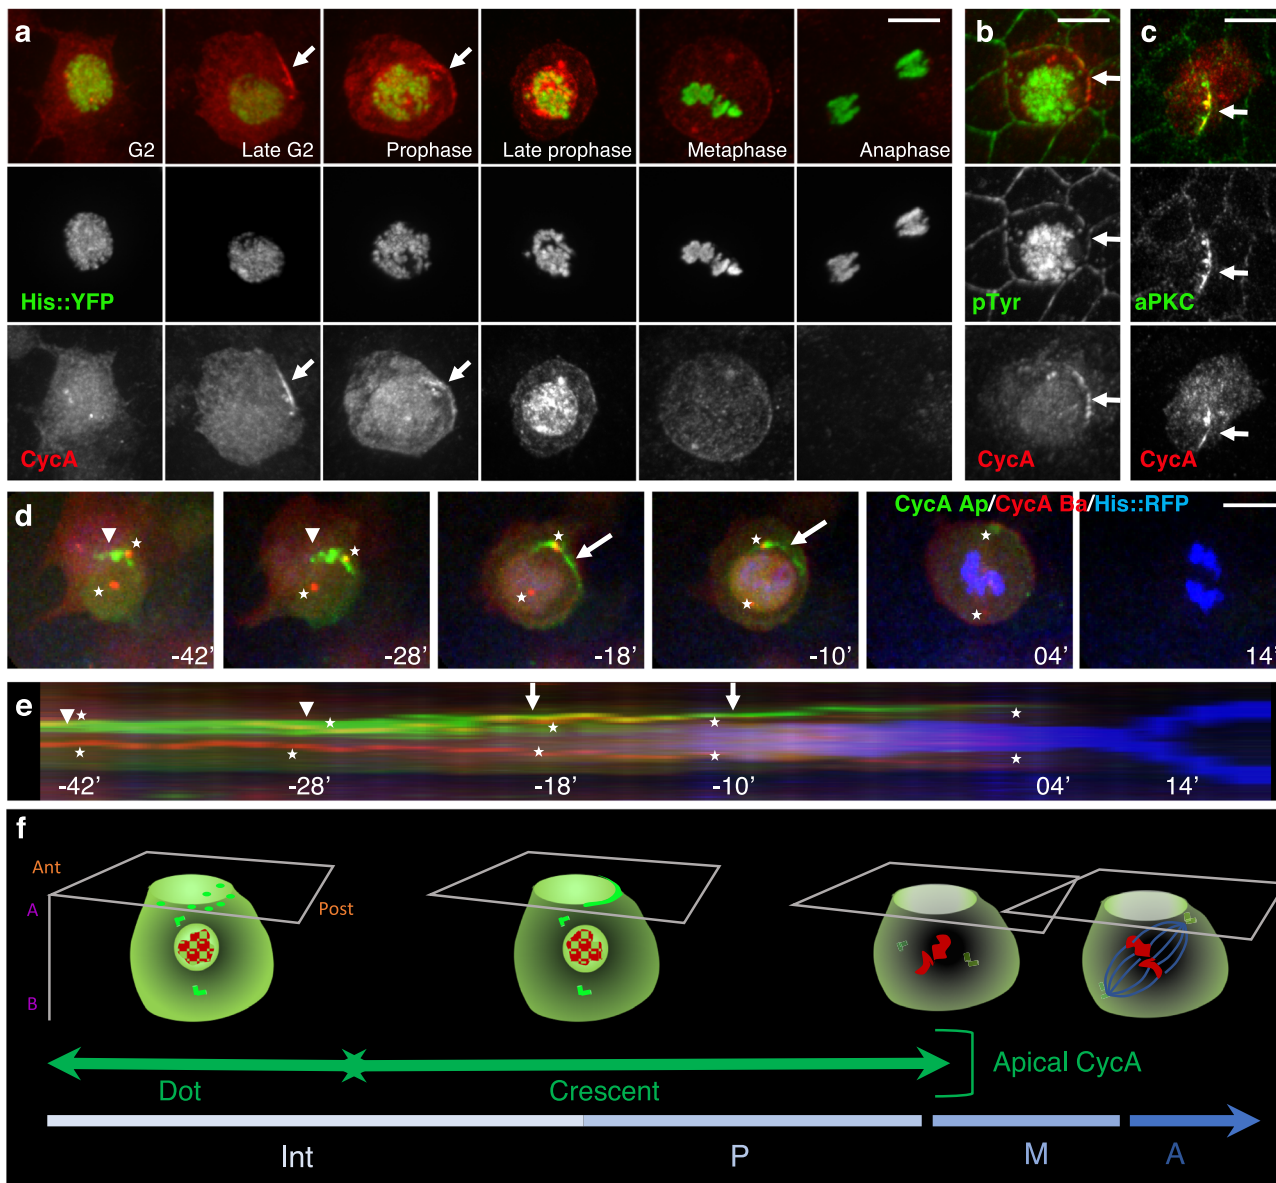 a
b
c
G2
Late G2
Prophase
Late prophase
Metaphase
Anaphase
His::YFP
pTyr
aPKC
CycA
CycA
CycA
d
CycA Ap/CycA Ba/His::RFP
-42’
-28’
-18’
-10’
04’
14’
e
-42’
-28’
-18’
-10’
04’
14’
f
Ant
A
Post
B
Apical CycA
Dot
Crescent
Int
P
M
A